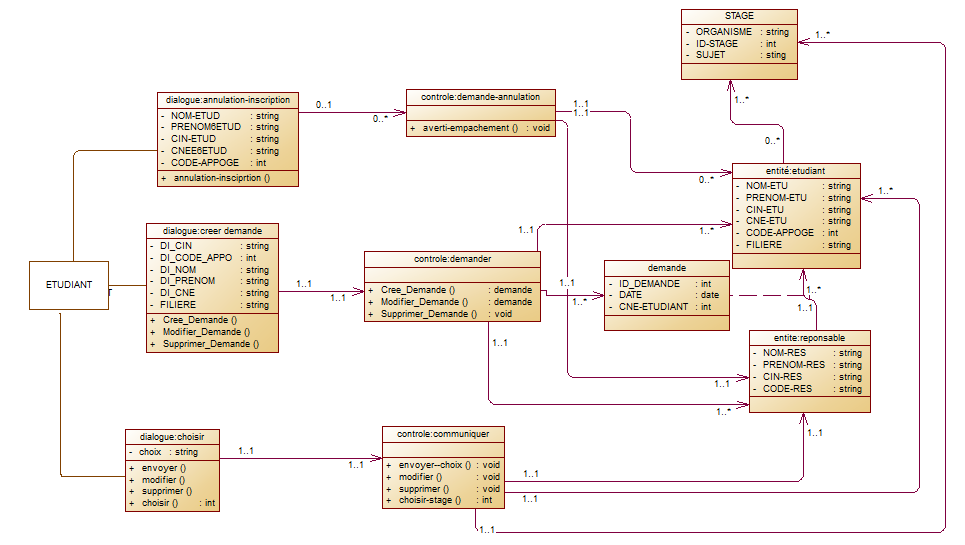 STAGE
- ORGANISME : string
- ID-STAGE : int
- SUJET : sting
1..*
1..*
0..*
dialogue:annulation-inscription
- NOM-ETUD : string
- PRENOM6ETUD : string
- CIN-ETUD : string
- CNEE6ETUD : string
- CODE-APPOGE : int
+ annulation-insciprtion ()
0..1
0..*
controle:demande-annulation
+ averti-empachement () : void
1..1
1..1
0..*
entité:etudiant
- NOM-ETU : string
- PRENOM-ETU : string
- CIN-ETU : string
- CNE-ETU : string
- CODE-APPOGE : int
- FILIERE : string
1..*
1..*
dialogue:creer demande
- DI_CIN : string
- DI_CODE_APPO : int
- DI_NOM : string
- DI_PRENOM : string
- DI_CNE : string
- FILIERE : string
+ Cree_Demande ()
+ Modifier_Demande ()
+ Supprimer_Demande ()
ETUDIANT
1..1
1..1
1..1
controle:demander
+ Cree_Demande () : demande
+ Modifier_Demande () : demande
+ Supprimer_Demande () : void
1..1
1..*
demande
- ID_DEMANDE : int
- DATE : date
- CNE-ETUDIANT : int
1..*
1..1
entite:reponsable
- NOM-RES : string
- PRENOM-RES : string
- CIN-RES : string
- CODE-RES : string
1..1
1..1
1..*
1..1
dialogue:choisir
- choix : string
+ envoyer ()
+ modifier ()
+ supprimer ()
+ choisir () : int
1..1
1..1
controle:communiquer
+ envoyer--choix () : void
+ modifier () : void
+ supprimer () : void
+ choisir-stage () : int
1..1
1..1
1..1